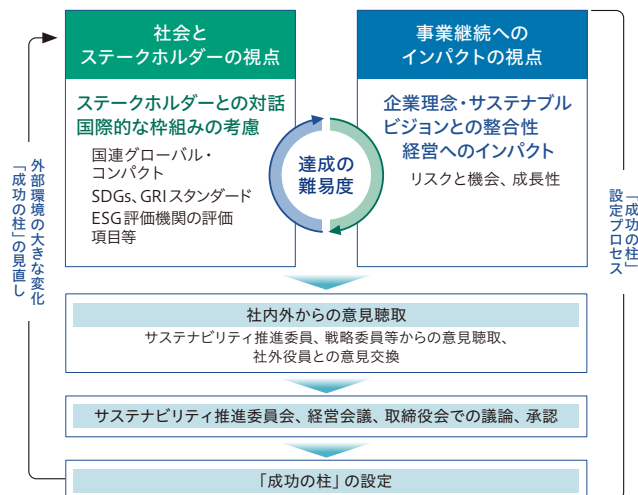 社会と
ステークホルダーの視点
ステークホルダーとの対話
国際的な枠組みの考慮
国連グローバル・
コンパクト
SDGs、GRIスタンダード
ESG評価機関の評価
項目等
達成の
難易度
事業継続への
インパクトの視点
企業理念・サステナブル
ビジョンとの整合性
経営へのインパクト
リスクと機会、成長性
外部環境の大きな変化
「成功の柱」の見直し
「成功の柱」
設定プロセス
社内外からの意見聴取
サステナビリティ推進委員、戦略委員等からの意見聴取、
社外役員との意見交換
サステナビリティ推進委員会、経営会議、取締役会での議論、承認
「成功の柱」の設定